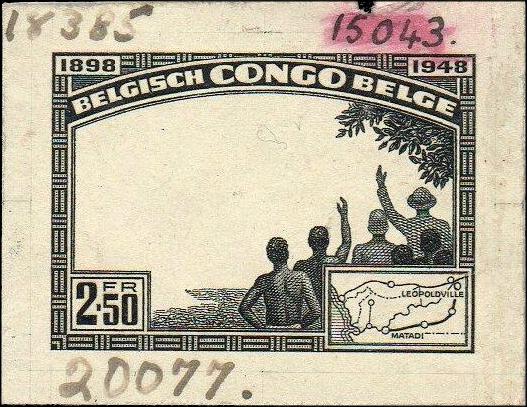 18385
15043.
1898
1948
BELGISCH CONGO BELGE
FR
2.50
LEOPOLDVILLE
MATADI
20077.